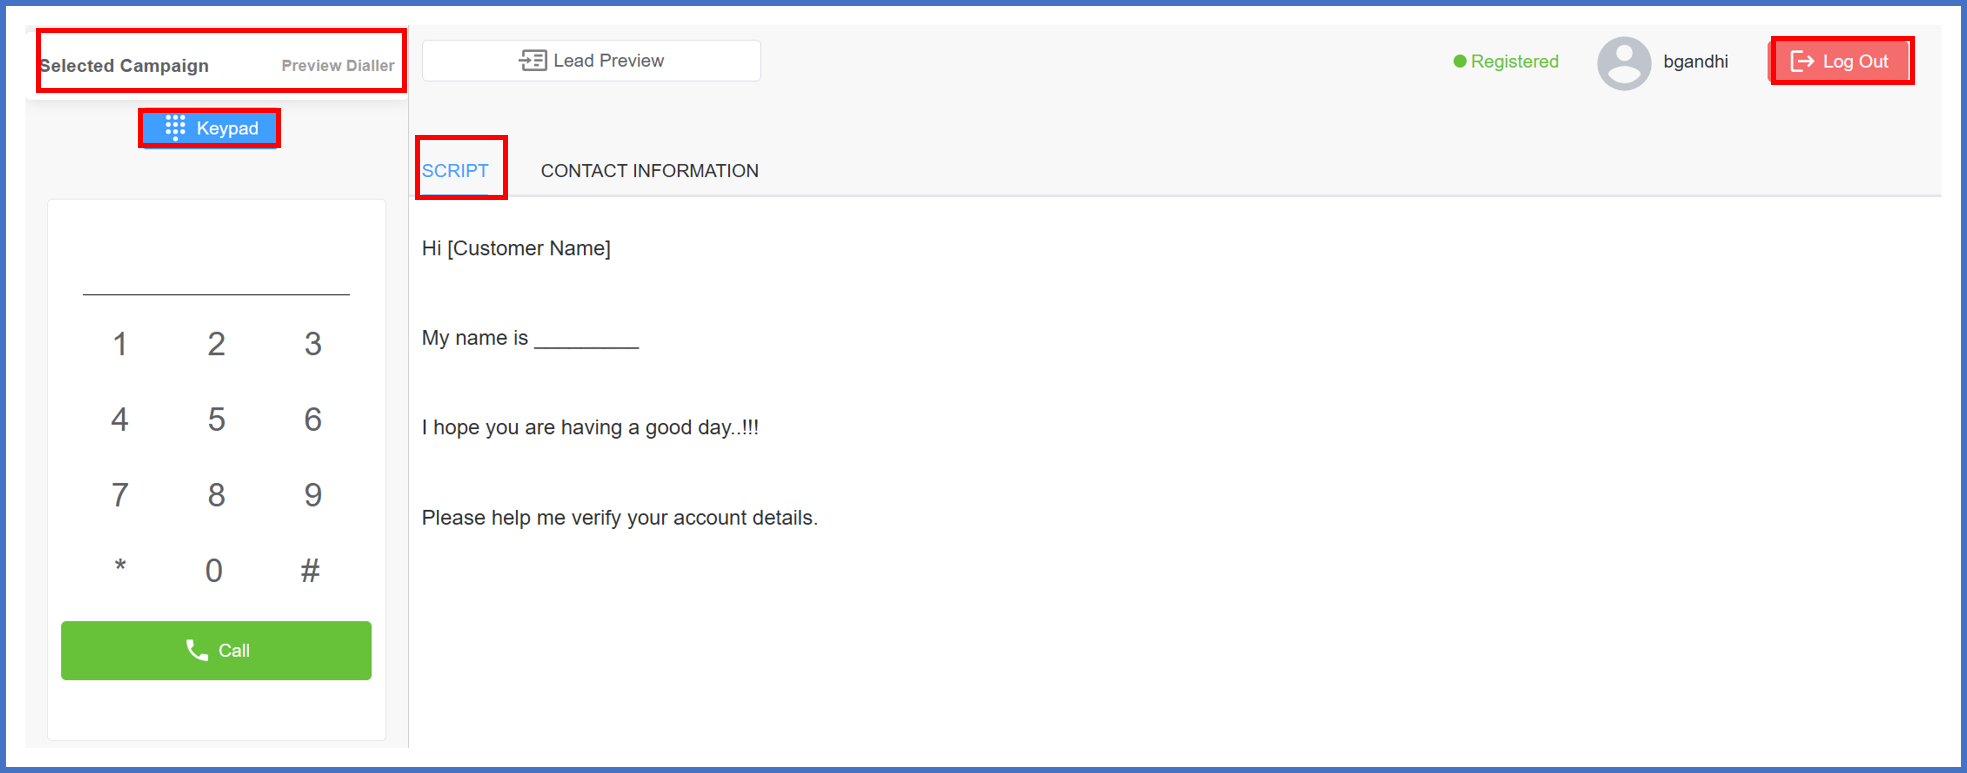 Selected Campaign Preview Dialler
Lead Preview
Registered
bgandhi
Log Out
Keypad
SCRIPT
CONTACT INFORMATION
1 2 3
4 5 6
7 8 9
* 0 #
Call
Hi [Customer Name]
My name is _________
I hope you are having a good day..!!!
Please help me verify your account details.